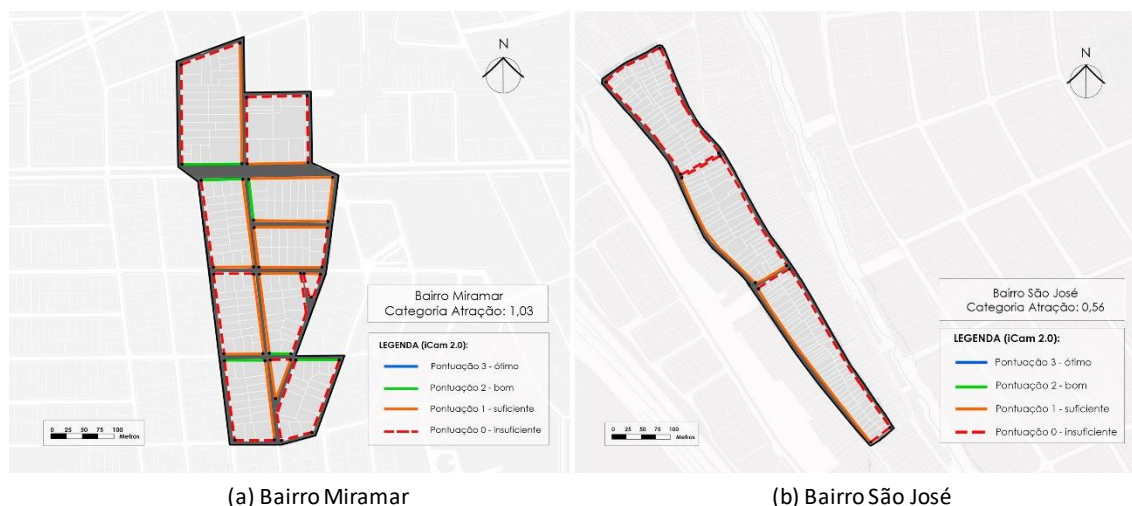 N
Bairro Miramar
Categoria Atração: 1,03
LEGENDA (iCam 2.0):
Pontuação 3 - ótimo
Pontuação 2 - bom
Pontuação 1 - suficiente
Pontuação 0 - insuficiente
0 25 50 75 100
Metros
N
Bairro São José
Categoria Atração: 0,56
LEGENDA (iCam 2.0):
Pontuação 3 - ótimo
Pontuação 2 - bom
Pontuação 1 - suficiente
Pontuação 0 - insuficiente
0 25 50 75 100
Metros
(a) Bairro Miramar
(b) Bairro São José